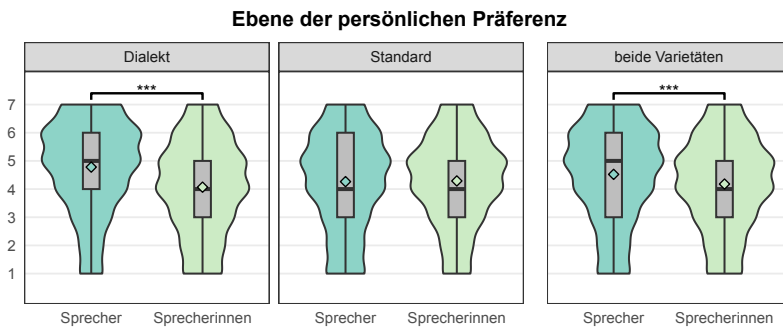 Ebene der persönlichen Präferenz
Dialekt Standard beide Varietäten
*** ***
7
6
5
4
3
2
1
Sprecher Sprecherinnen Sprecher Sprecherinnen Sprecher Sprecherinnen